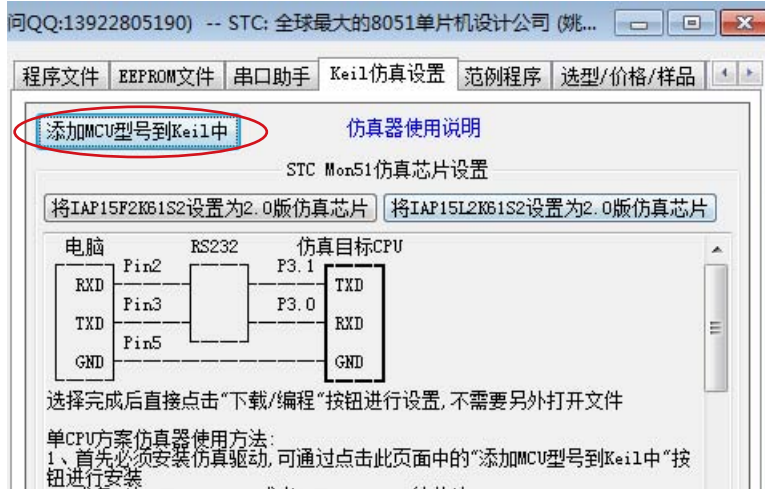 问QQ:13922805190) -- STC: 全球最大的8051单片机设计公司 (姚...
程序文件 EEPROM文件 串口助手 Keil仿真设置 范例程序 选型/价格/样品
添加MCU型号到Keil中 仿真器使用说明
STC Mon51仿真芯片设置
将IAP15F2K61S2设置为2.0版仿真芯片 将IAP15L2K61S2设置为2.0版仿真芯片
电脑 RS232 仿真目标CPU
Pin2 P3.1
RXD TXD
Pin3 P3.0
TXD RXD
Pin5
GND GND
选择完成后直接点击"下载/编程"按钮进行设置,不需要另外打开文件
单CPU方案仿真器使用方法:
1、首先必须安装仿真驱动,可通过点击此页面中的"添加MCU型号到Keil中"按
钮进行安装